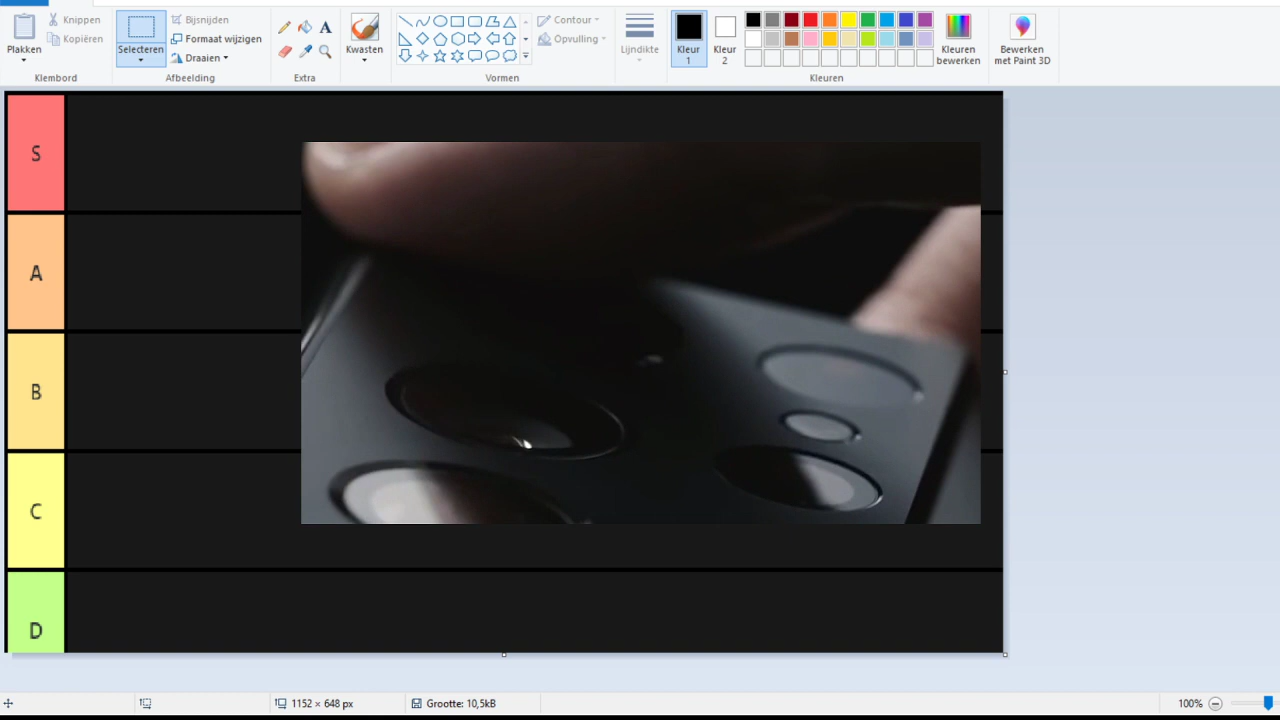 Plakken
Knippen
Kopiëren
Klembord
Selecteren
Bijsnijden
Formaat wijzigen
Draaien
Afbeelding
A
Extra
Kwasten
Vormen
Contour
Opvulling
Lijndikte
Kleur 1
Kleur 2
Kleuren bewerken
Kleuren
Bewerken met Paint 3D
S
A
B
C
D
1152 × 648 px
Grootte: 10,5kB
100%